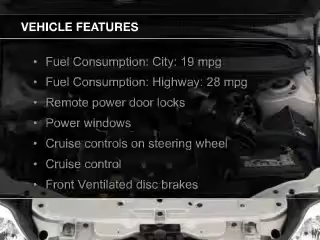 VEHICLE FEATURES
• Fuel Consumption: City: 19 mpg
• Fuel Consumption: Highway: 28 mpg
• Remote power door locks
• Power windows
• Cruise controls on steering wheel
• Cruise control
• Front Ventilated disc brakes